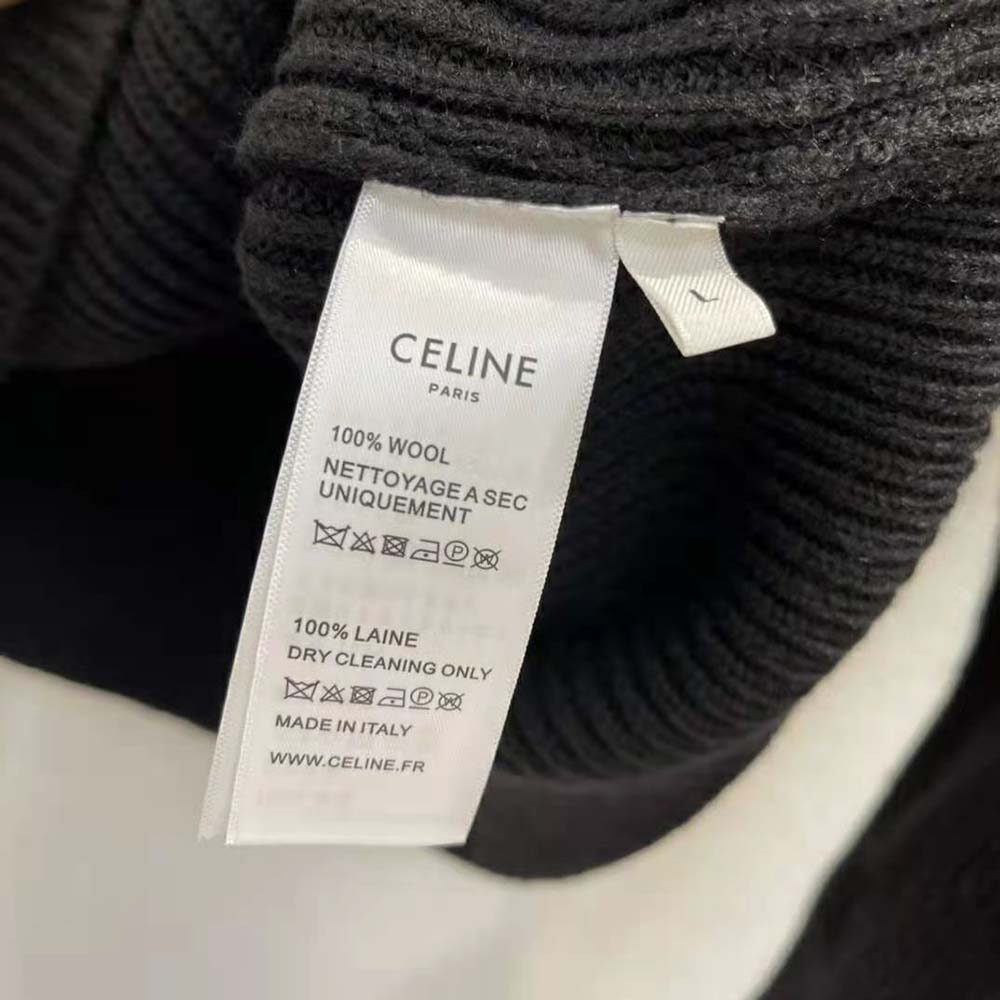 CELINE
PARIS
100% WOOL
NETTOYAGE A SEC
UNIQUEMENT
P W
100% LAINE
DRY CLEANING ONLY
P W
MADE IN ITALY
WWW.CELINE.FR
L